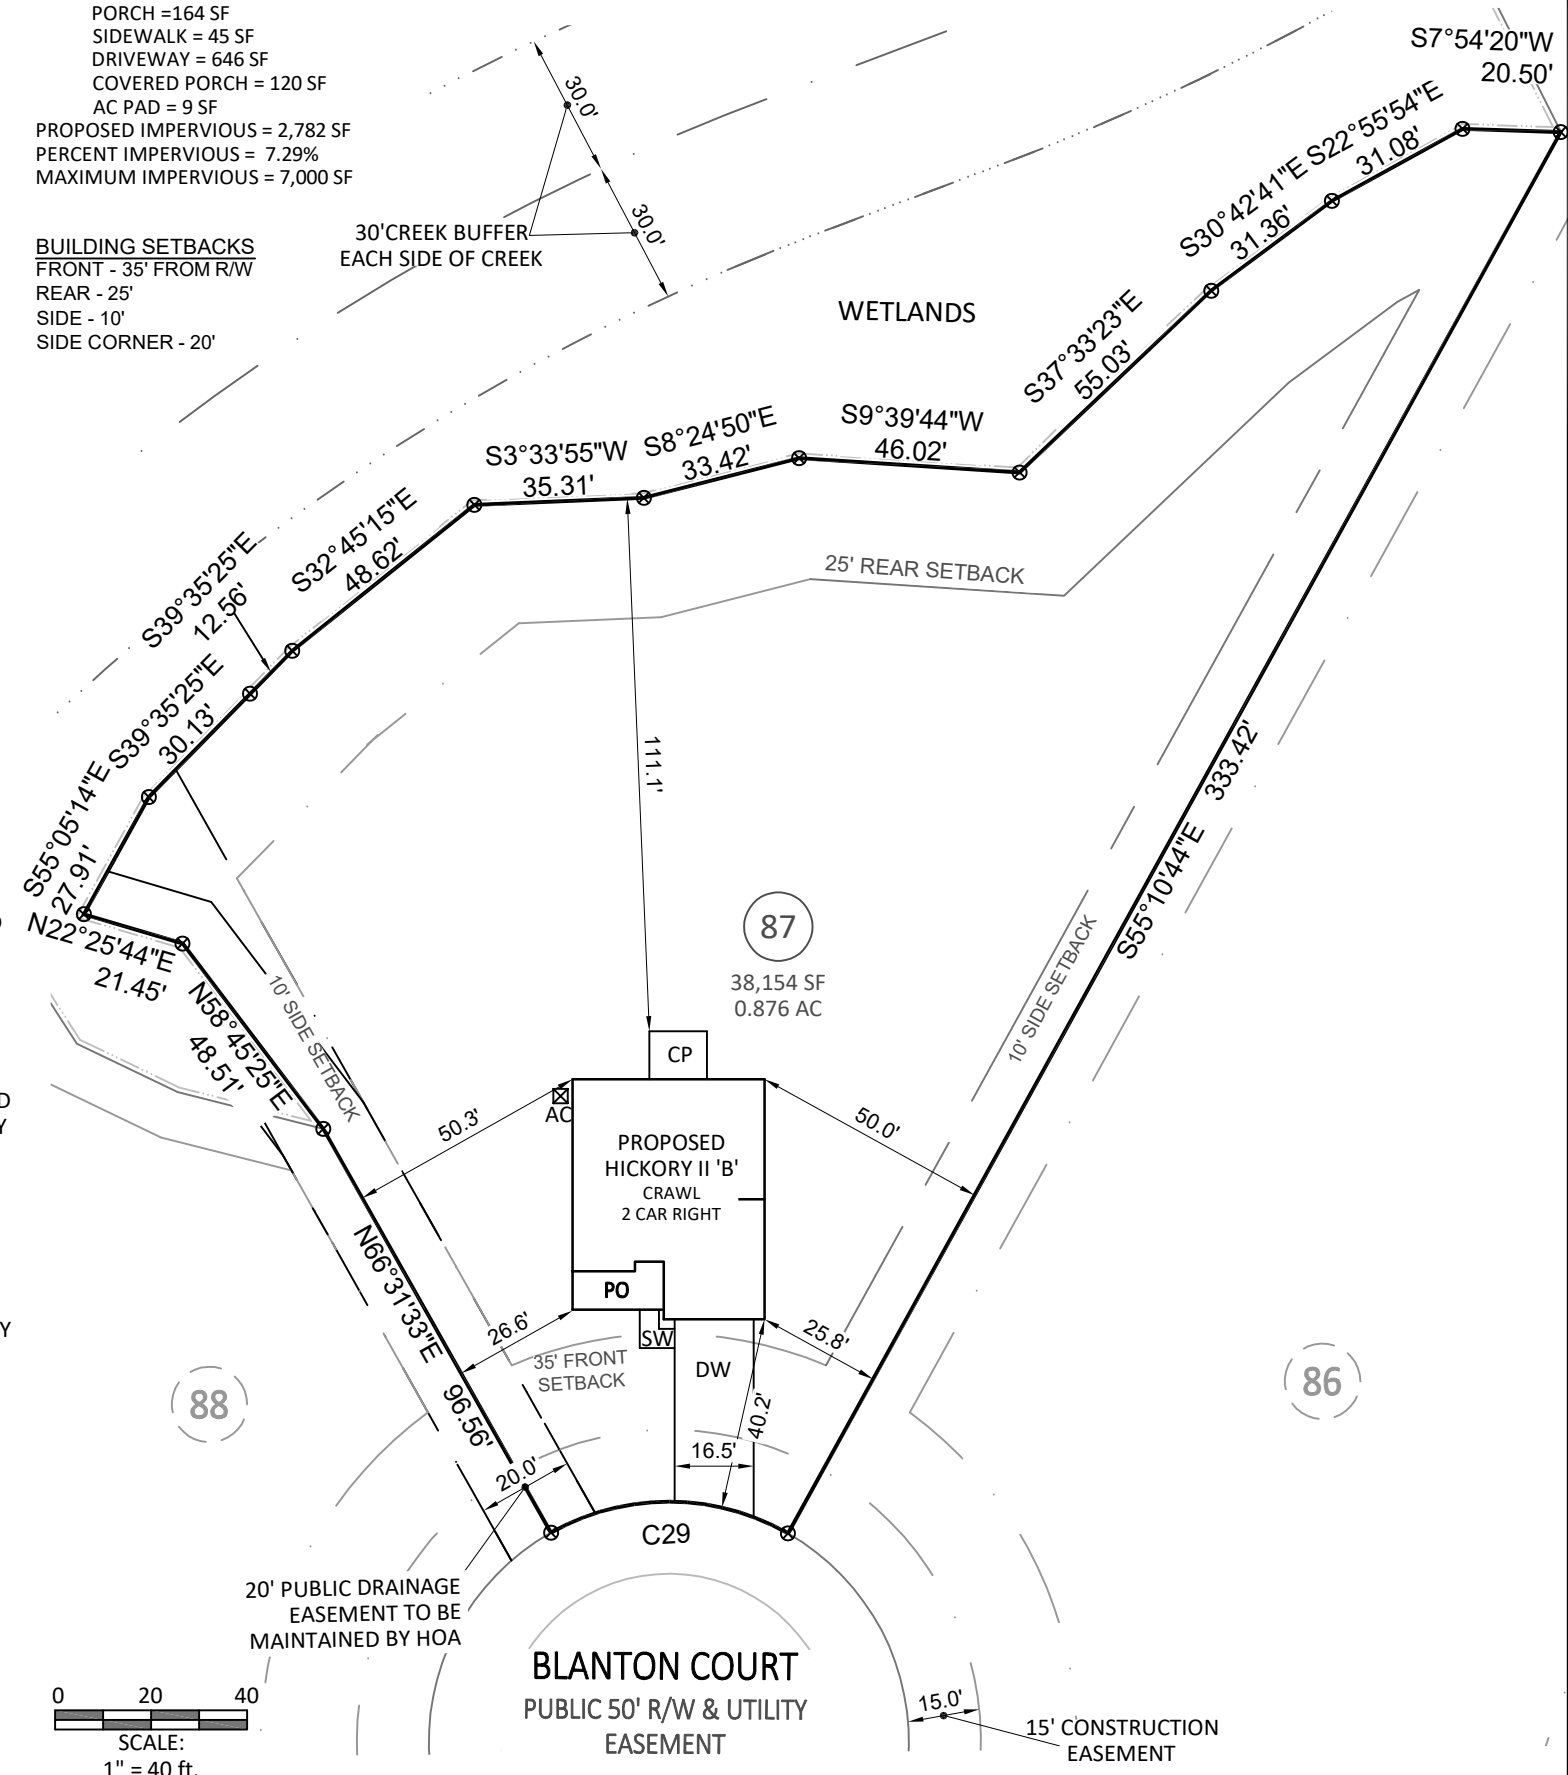 PORCH =164 SF
SIDEWALK = 45 SF
DRIVEWAY = 646 SF
COVERED PORCH = 120 SF
AC PAD = 9 SF
PROPOSED IMPERVIOUS = 2,782 SF
PERCENT IMPERVIOUS = 7.29%
MAXIMUM IMPERVIOUS = 7,000 SF
BUILDING SETBACKS
FRONT - 35' FROM R/W
REAR - 25'
SIDE - 10'
SIDE CORNER - 20'
30.0'
30.0'
30'CREEK BUFFER
EACH SIDE OF CREEK
WETLANDS
S7°54'20"W
20.50'
S22°55'54"E
31.08'
S30°42'41"E
31.36'
S37°33'23"E
55.03'
S9°39'44"W
46.02'
S8°24'50"E
33.42'
S3°33'55"W
35.31'
S32°45'15"E
48.62'
S39°35'25"E
12.56'
S39°35'25"E
30.13'
S55°05'14"E
27.91'
N22°25'44"E
21.45'
N58°45'25"E
48.51'
N66°31'33"E 96.56'
S55°10'44"E 333.42'
25' REAR SETBACK
10' SIDE SETBACK
10' SIDE SETBACK
111.1'
87
38,154 SF
0.876 AC
CP
AC
50.3'
50.0'
PROPOSED
HICKORY II 'B'
CRAWL
2 CAR RIGHT
PO
SW
DW
26.6'
25.8'
35' FRONT
SETBACK
40.2'
16.5'
20.0'
C29
88
86
D
Y
Y
20' PUBLIC DRAINAGE
EASEMENT TO BE
MAINTAINED BY HOA
BLANTON COURT
PUBLIC 50' R/W & UTILITY
EASEMENT
15.0'
15' CONSTRUCTION
EASEMENT
0 20 40
SCALE:
1" = 40 ft.